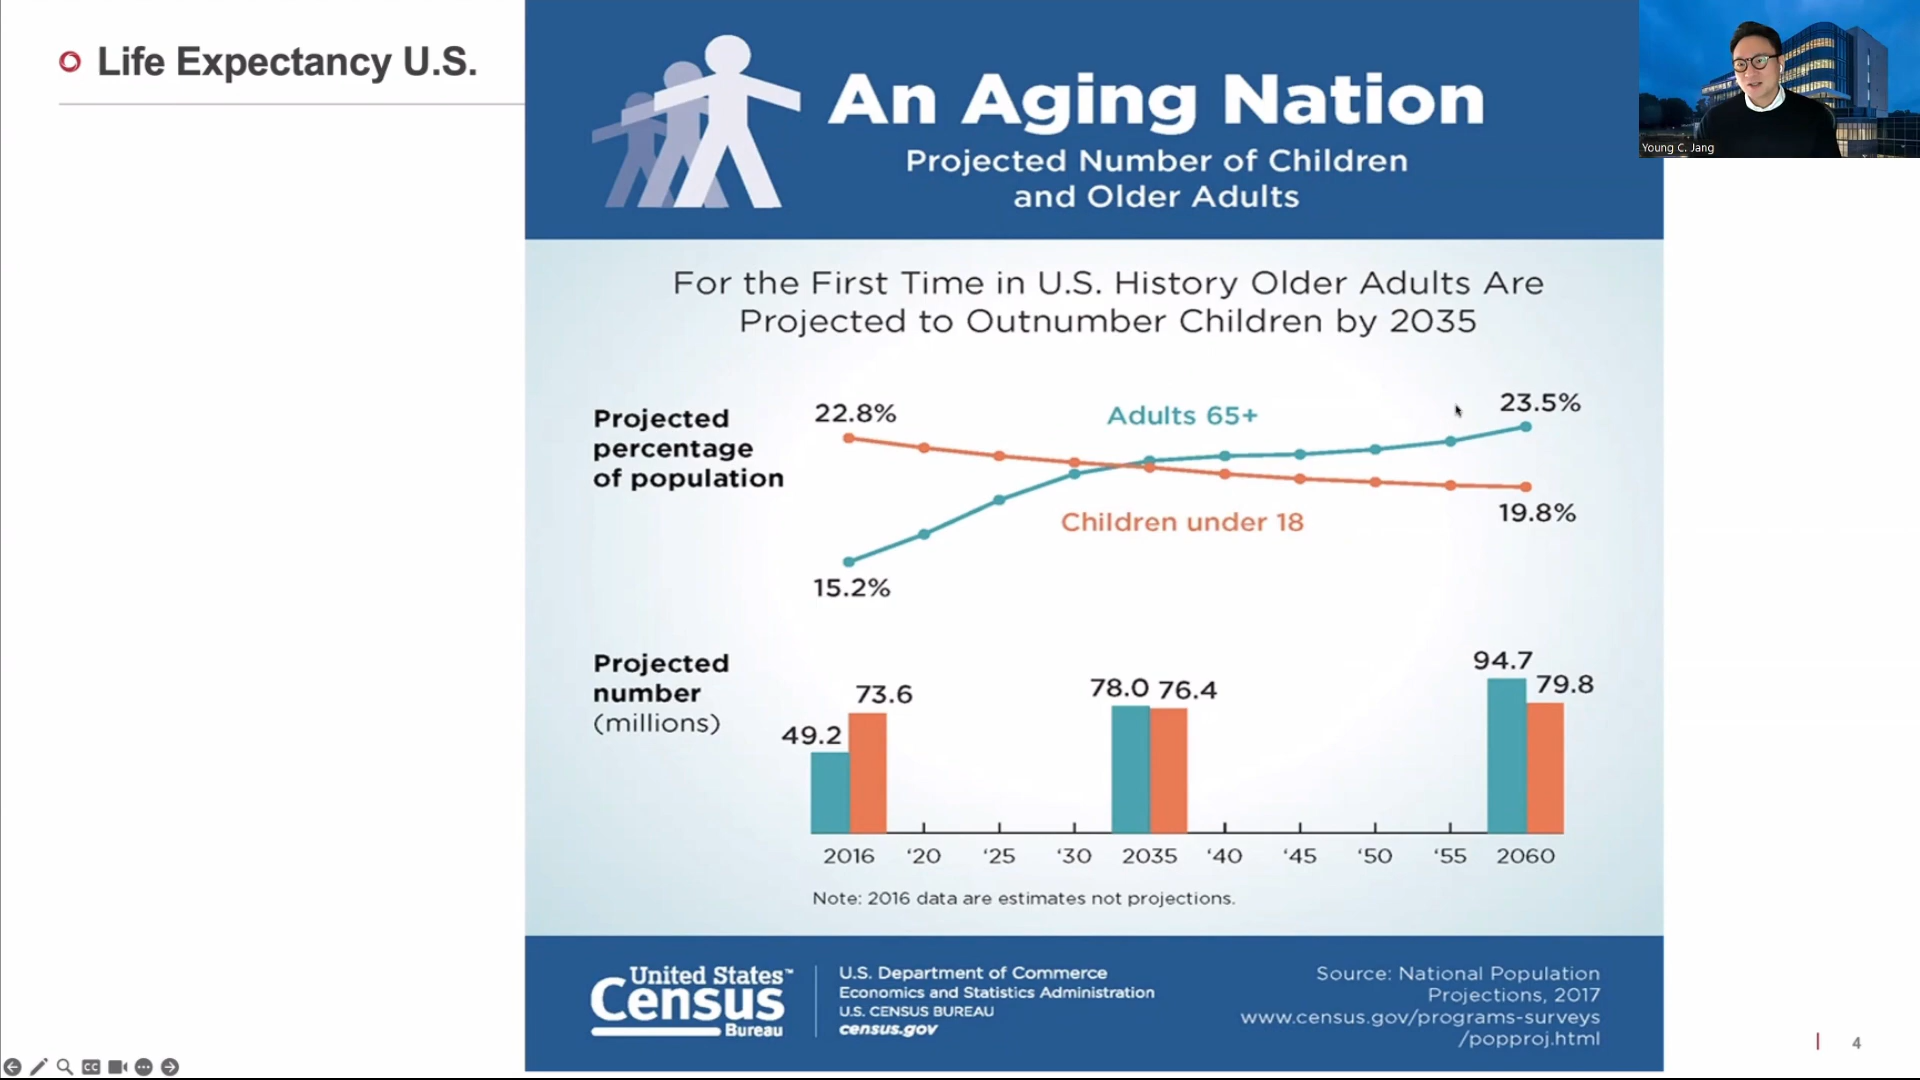 Life Expectancy U.S.
An Aging Nation
Projected Number of Children
and Older Adults
Young C. Jang
For the First Time in U.S. History Older Adults Are
Projected to Outnumber Children by 2035
Projected
percentage
of population
22.8%
Adults 65+
23.5%
Children under 18
19.8%
15.2%
Projected
number
(millions)
49.2
73.6
78.0
76.4
94.7
79.8
2016 ‘20 ‘25 ‘30 2035 ‘40 ‘45 ‘50 ‘55 2060
Note: 2016 data are estimates not projections.
United States™
Census
Bureau
U.S. Department of Commerce
Economics and Statistics Administration
U.S. CENSUS BUREAU
census.gov
Source: National Population
Projections, 2017
www.census.gov/programs-surveys
/popproj.html
4
CC